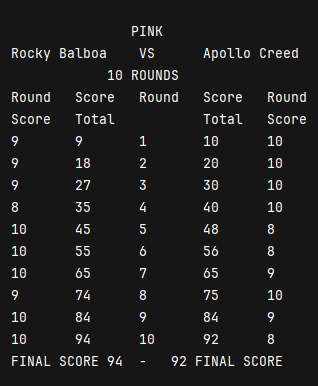 PINK
Rocky Balboa VS Apollo Creed
10 ROUNDS
Round Score Round Score Round
Score Total Total Score
9 9 1 10 10
9 18 2 20 10
9 27 3 30 10
8 35 4 40 10
10 45 5 48 8
10 55 6 56 8
10 65 7 65 9
9 74 8 75 10
10 84 9 84 9
10 94 10 92 8
FINAL SCORE 94 - 92 FINAL SCORE